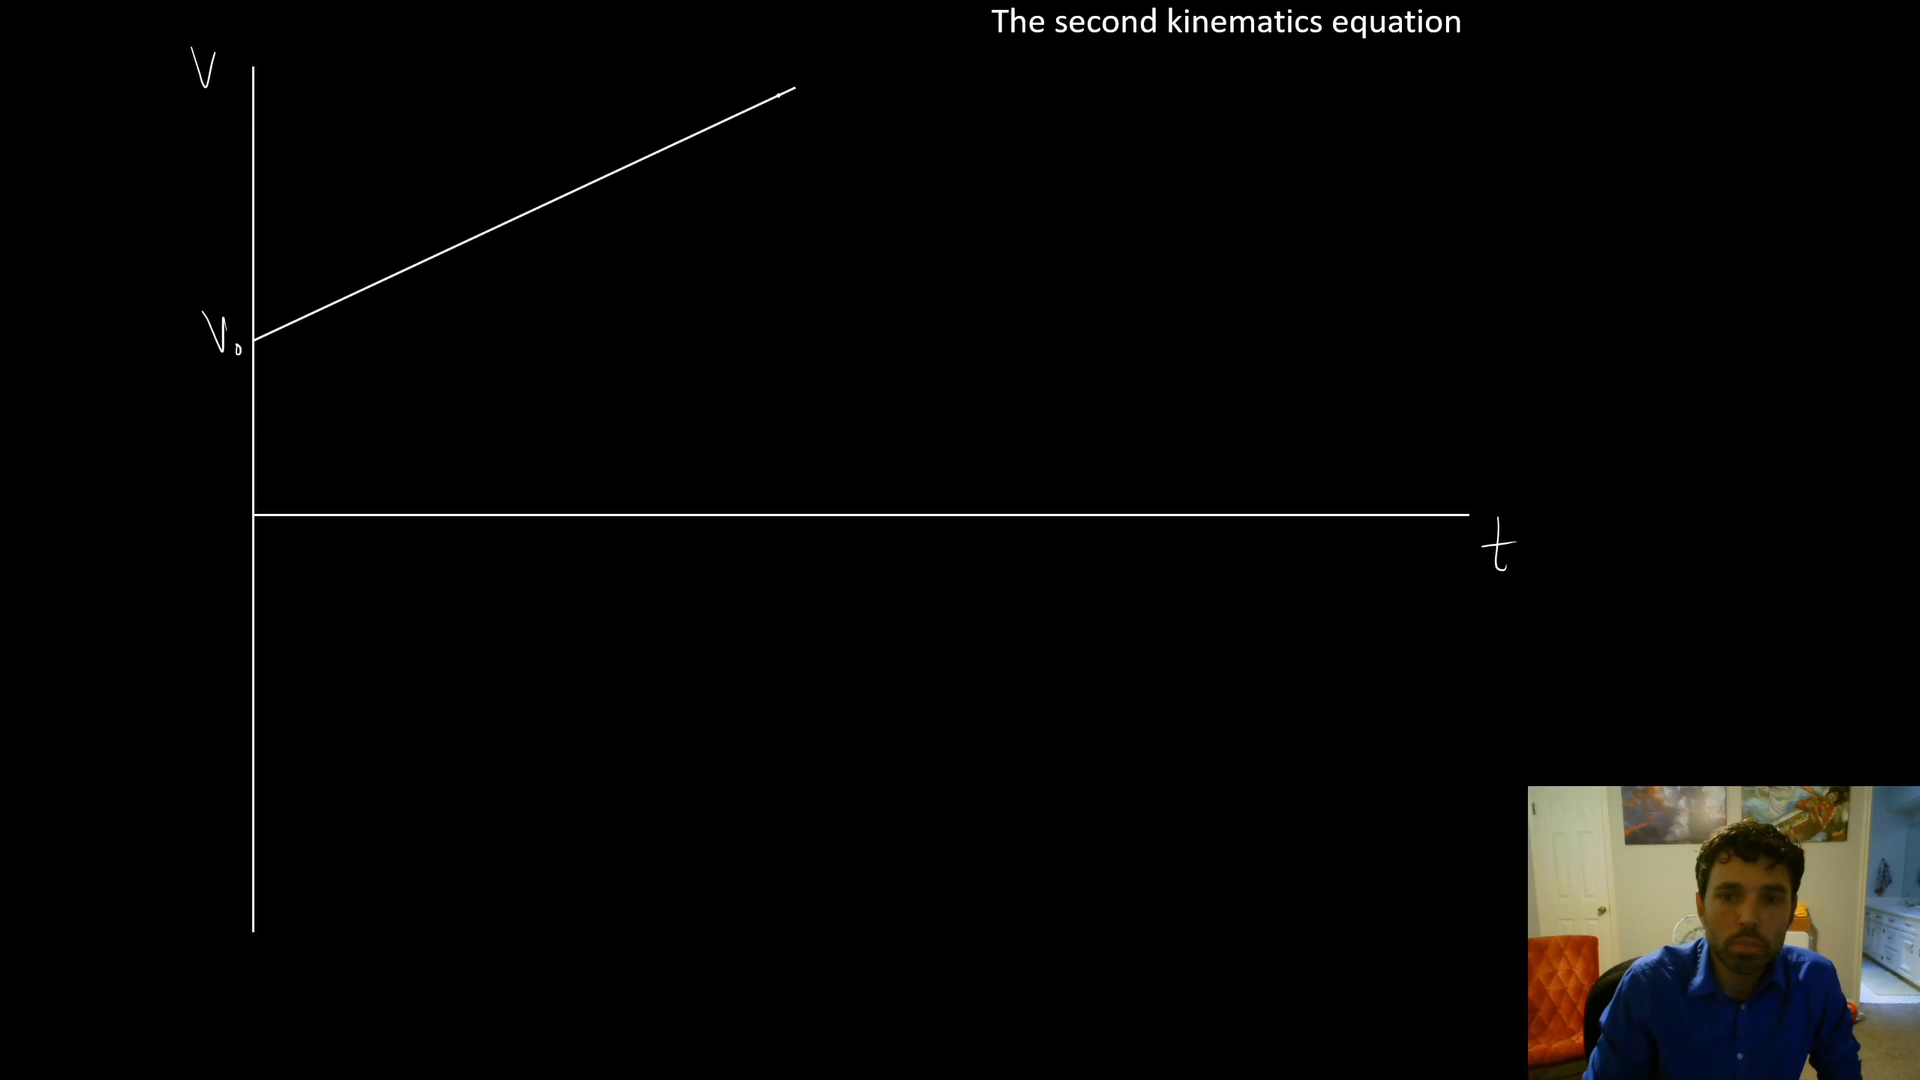 The second kinematics equation
V
V₀
t